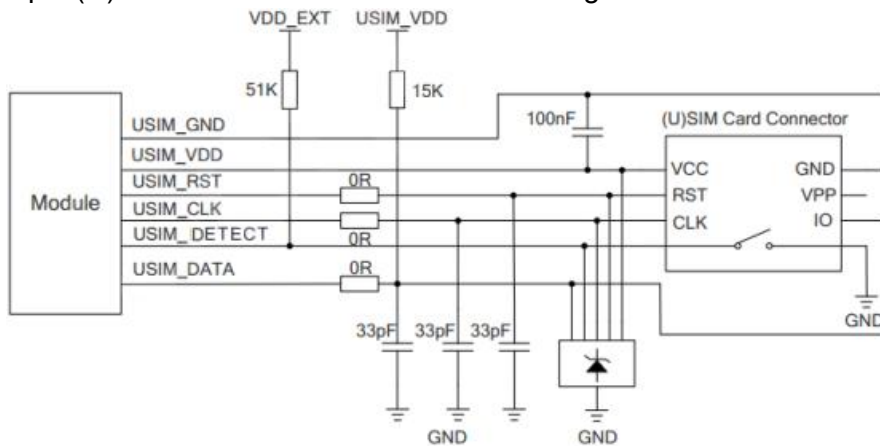 VDD_EXT USIM_VDD
51K 15K
100nF (U)SIM Card Connector
USIM_GND
USIM_VDD
VCC GND
USIM_RST 0R
RST VPP
Module
USIM_CLK
CLK IO
USIM_DETECT 0R
USIM_DATA 0R
GND
33pF 33pF 33pF
GND GND